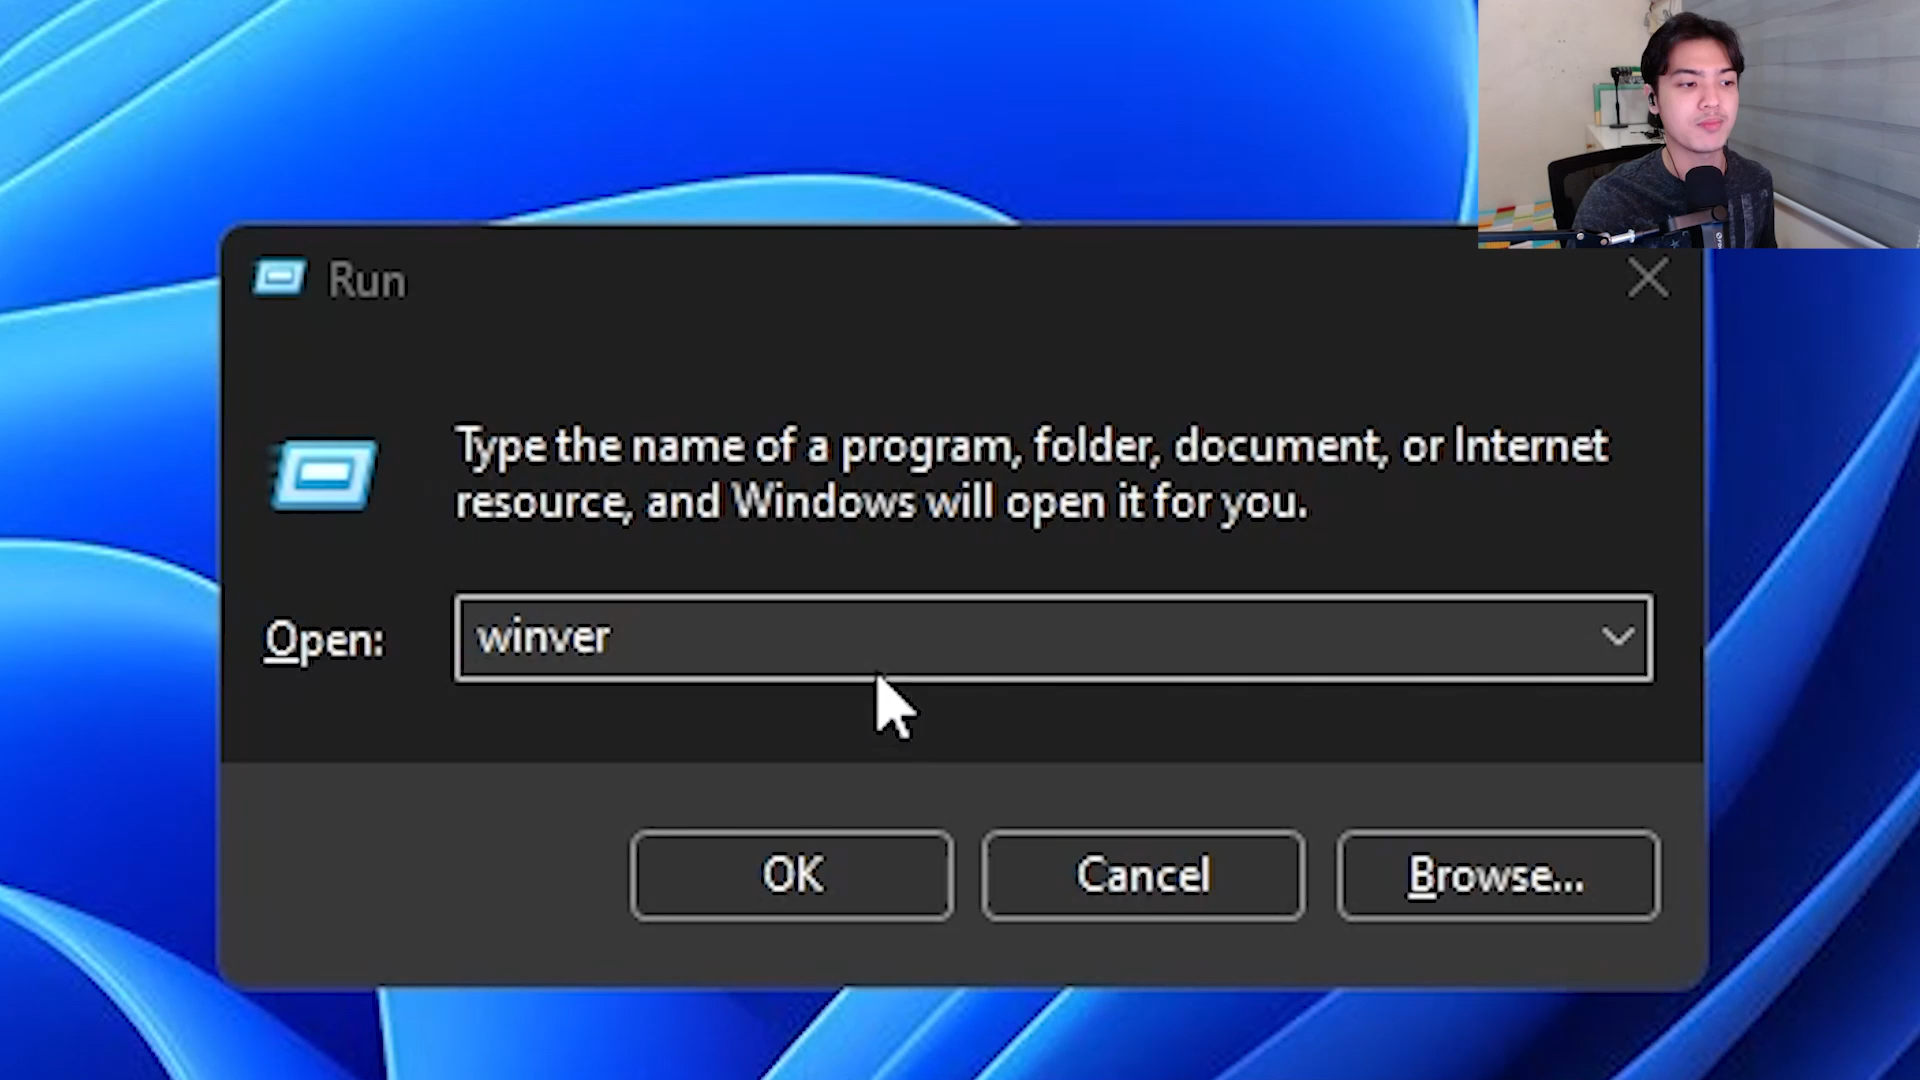 Run
Type the name of a program, folder, document, or Internet
resource, and Windows will open it for you.
Open:
winver
OK
Cancel
Browse...